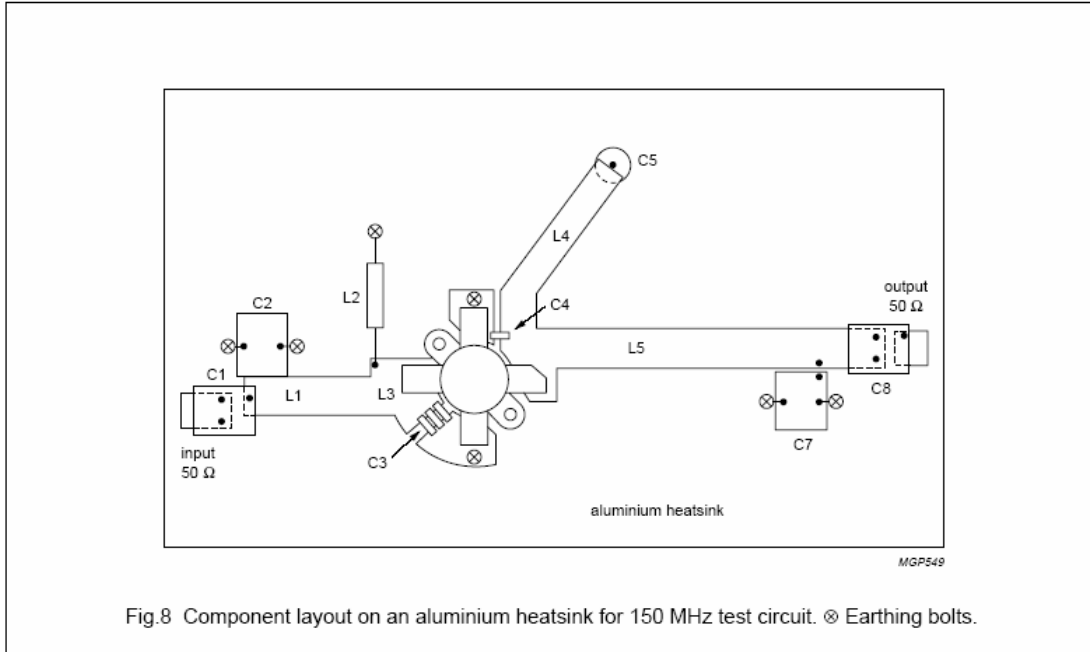 C5
L4
C4
output
50 Ω
C2
L2
L5
C1
L1
L3
C8
C7
input
50 Ω
C3
aluminium heatsink
MGP549
Fig.8 Component layout on an aluminium heatsink for 150 MHz test circuit. ⊗ Earthing bolts.